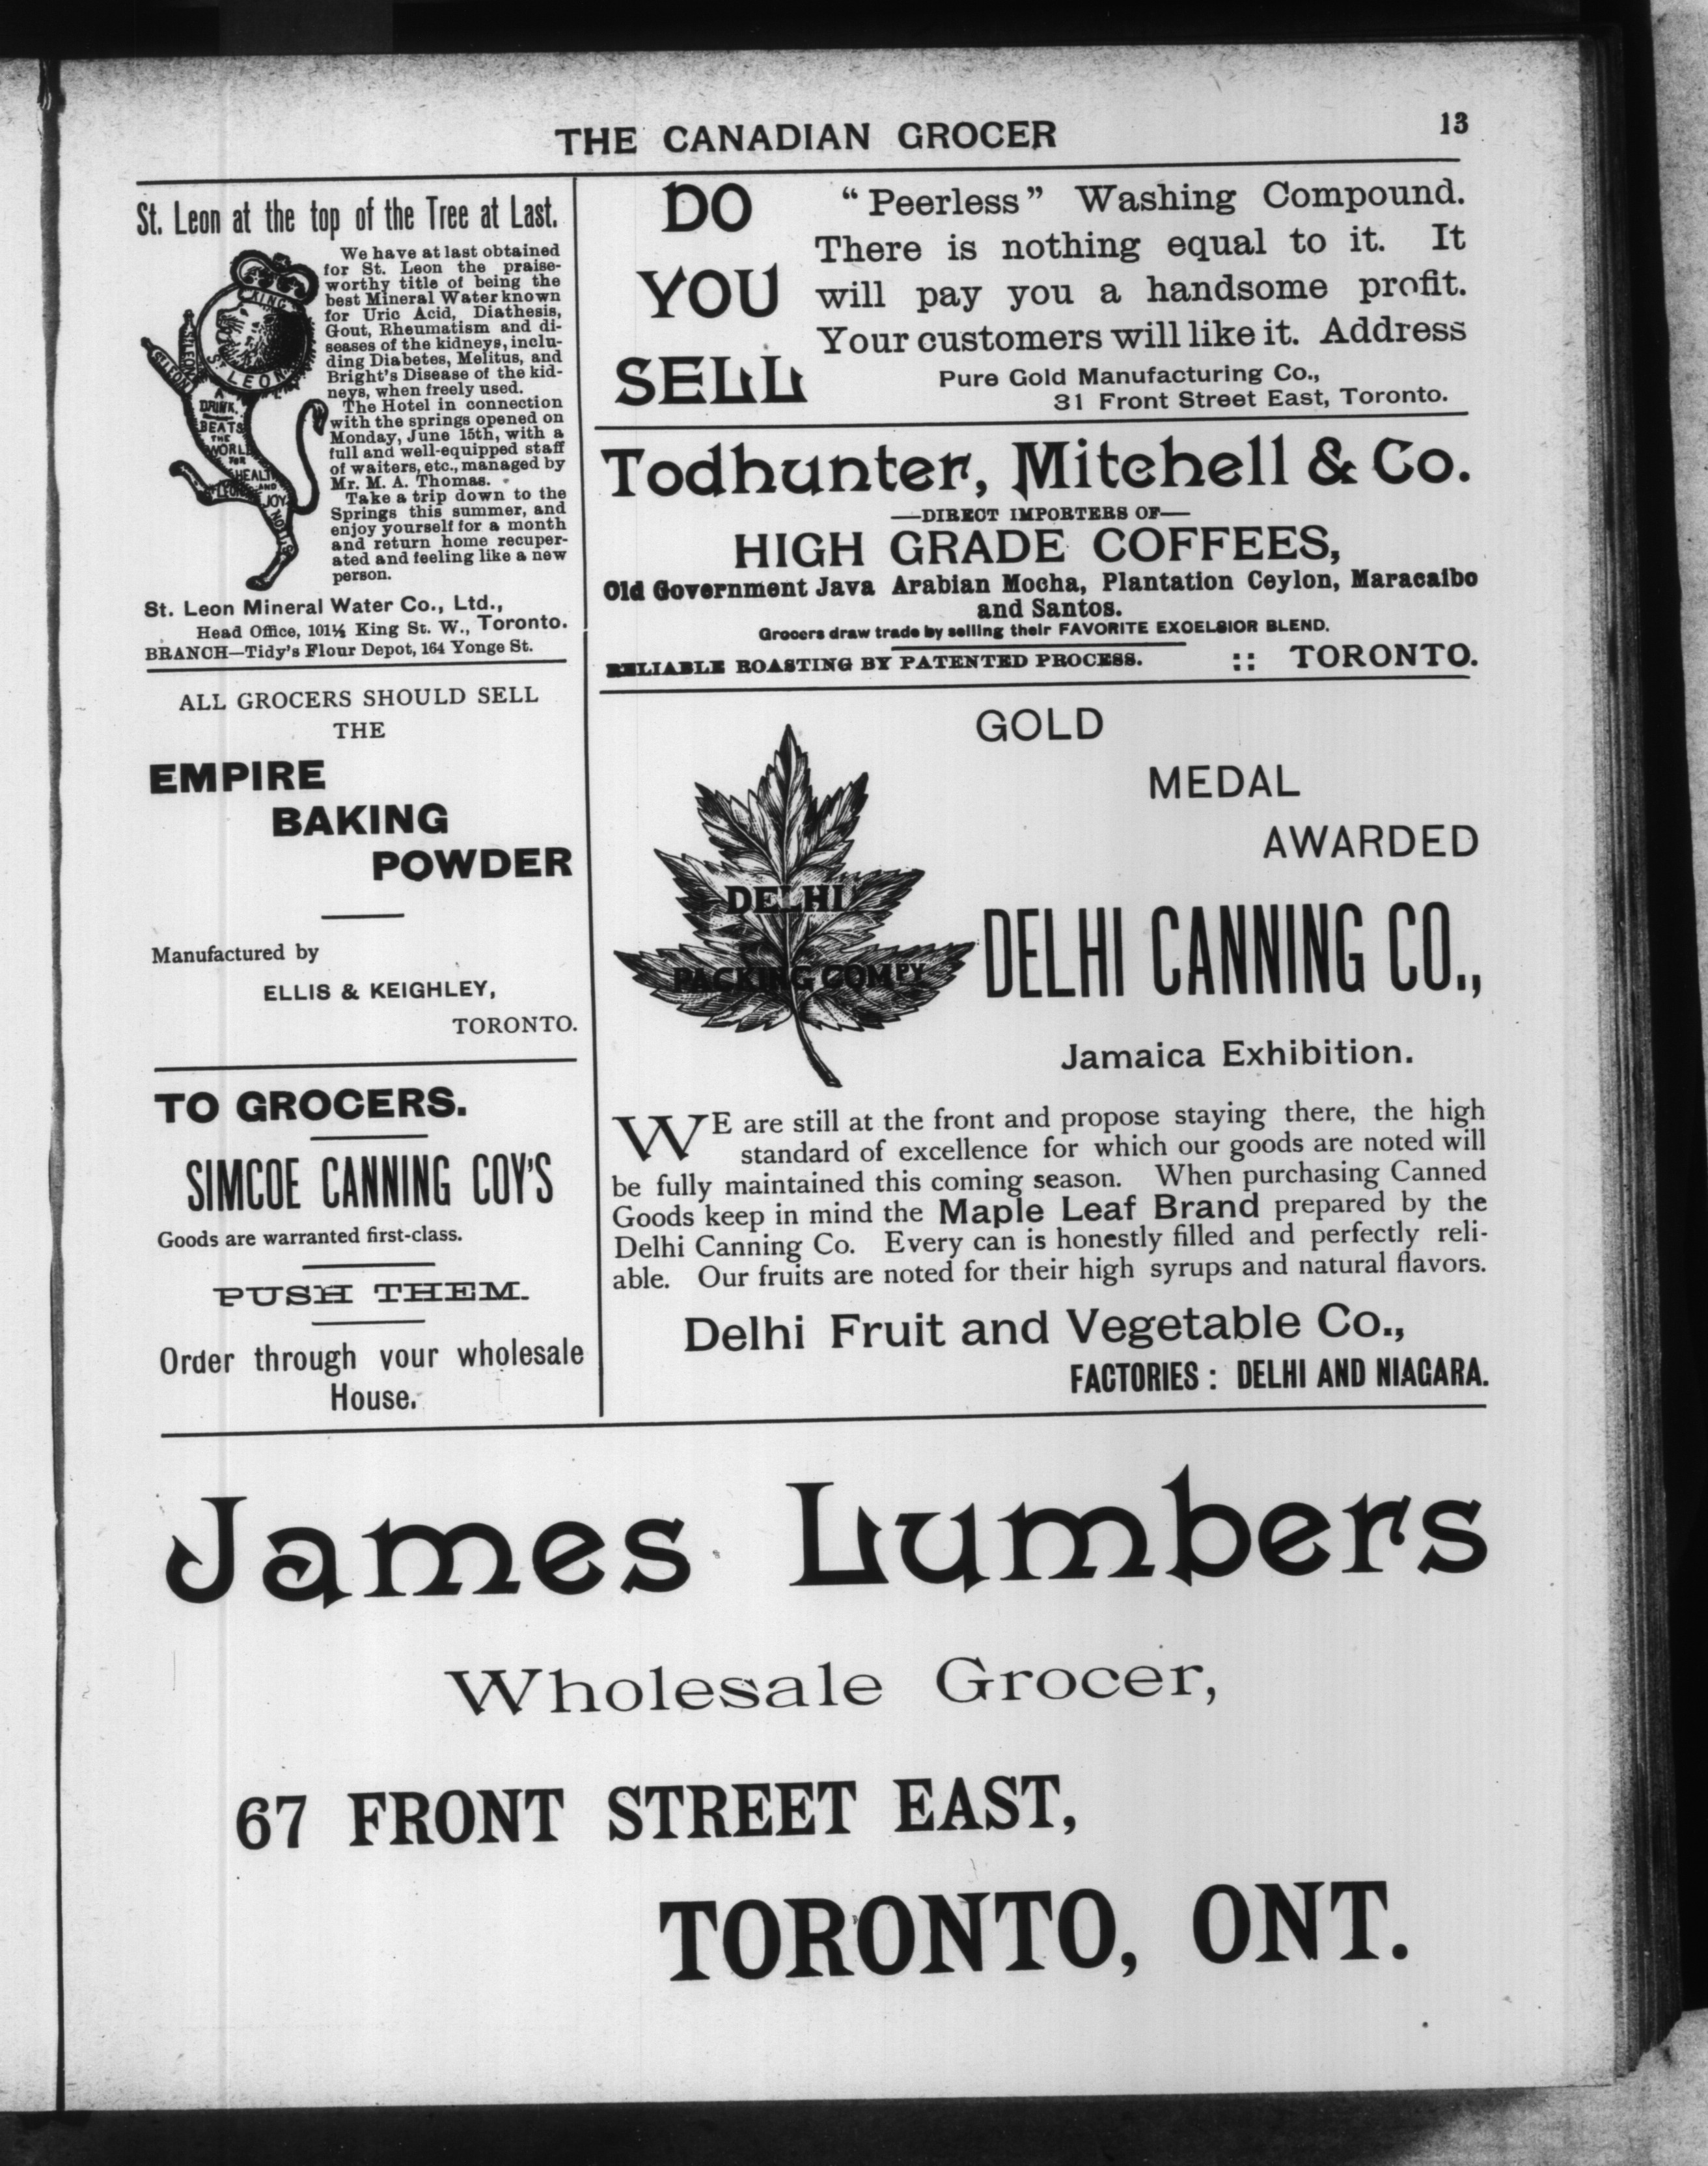 THE CANADIAN GROCER
13
St. Leon at the top of the Tree at Last.
KING
ST LEON
ST LEON
ST LEON
A
DRINK
BEATS
THE
WORLD
FOR
HEALTH
AND
JOY
We have at last obtained
for St. Leon the praise-
worthy title of being the
best Mineral Water known
for Uric Acid, Diathesis,
Gout, Rheumatism and di-
seases of the kidneys, inclu-
ding Diabetes, Melitus, and
Bright's Disease of the kid-
neys, when freely used.
The Hotel in connection
with the springs opened on
Monday, June 15th, with a
full and well-equipped staff
of waiters, etc., managed by
Mr. M. A. Thomas.
Take a trip down to the
Springs this summer, and
enjoy yourself for a month
and return home recuper-
ated and feeling like a new
person.
St. Leon Mineral Water Co., Ltd.,
Head Office, 101½ King St. W., Toronto.
BRANCH—Tidy's Flour Depot, 164 Yonge St.
ALL GROCERS SHOULD SELL
THE
EMPIRE
BAKING
POWDER
Manufactured by
ELLIS & KEIGHLEY,
TORONTO.
TO GROCERS.
SIMCOE CANNING COY'S
Goods are warranted first-class.
PUSH THEM.
Order through your wholesale
House.
DO
YOU
SELL
"Peerless" Washing Compound.
There is nothing equal to it. It
will pay you a handsome profit.
Your customers will like it. Address
Pure Gold Manufacturing Co.,
31 Front Street East, Toronto.
Todhunter, Mitchell & Co.
—DIRECT IMPORTERS OF—
HIGH GRADE COFFEES,
Old Government Java Arabian Mocha, Plantation Ceylon, Maracaibo
and Santos.
Grocers draw trade by selling their FAVORITE EXCELSIOR BLEND.
RELIABLE ROASTING BY PATENTED PROCESS. :: TORONTO.
GOLD
MEDAL
AWARDED
DELHI
PACKING COMPY
DELHI CANNING CO.,
Jamaica Exhibition.
WE are still at the front and propose staying there, the high
standard of excellence for which our goods are noted will
be fully maintained this coming season. When purchasing Canned
Goods keep in mind the Maple Leaf Brand prepared by the
Delhi Canning Co. Every can is honestly filled and perfectly reli-
able. Our fruits are noted for their high syrups and natural flavors.
Delhi Fruit and Vegetable Co.,
FACTORIES : DELHI AND NIAGARA.
James Lumbers
Wholesale Grocer,
67 FRONT STREET EAST,
TORONTO, ONT.